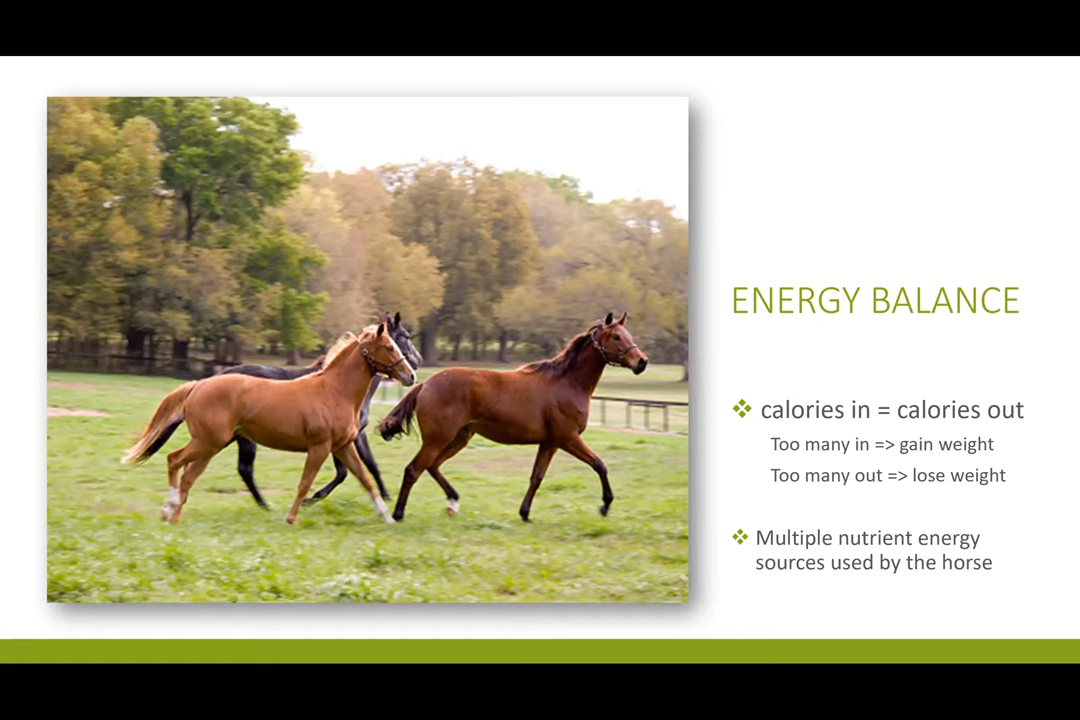 ENERGY BALANCE
❖ calories in = calories out
Too many in => gain weight
Too many out => lose weight
❖ Multiple nutrient energy
sources used by the horse